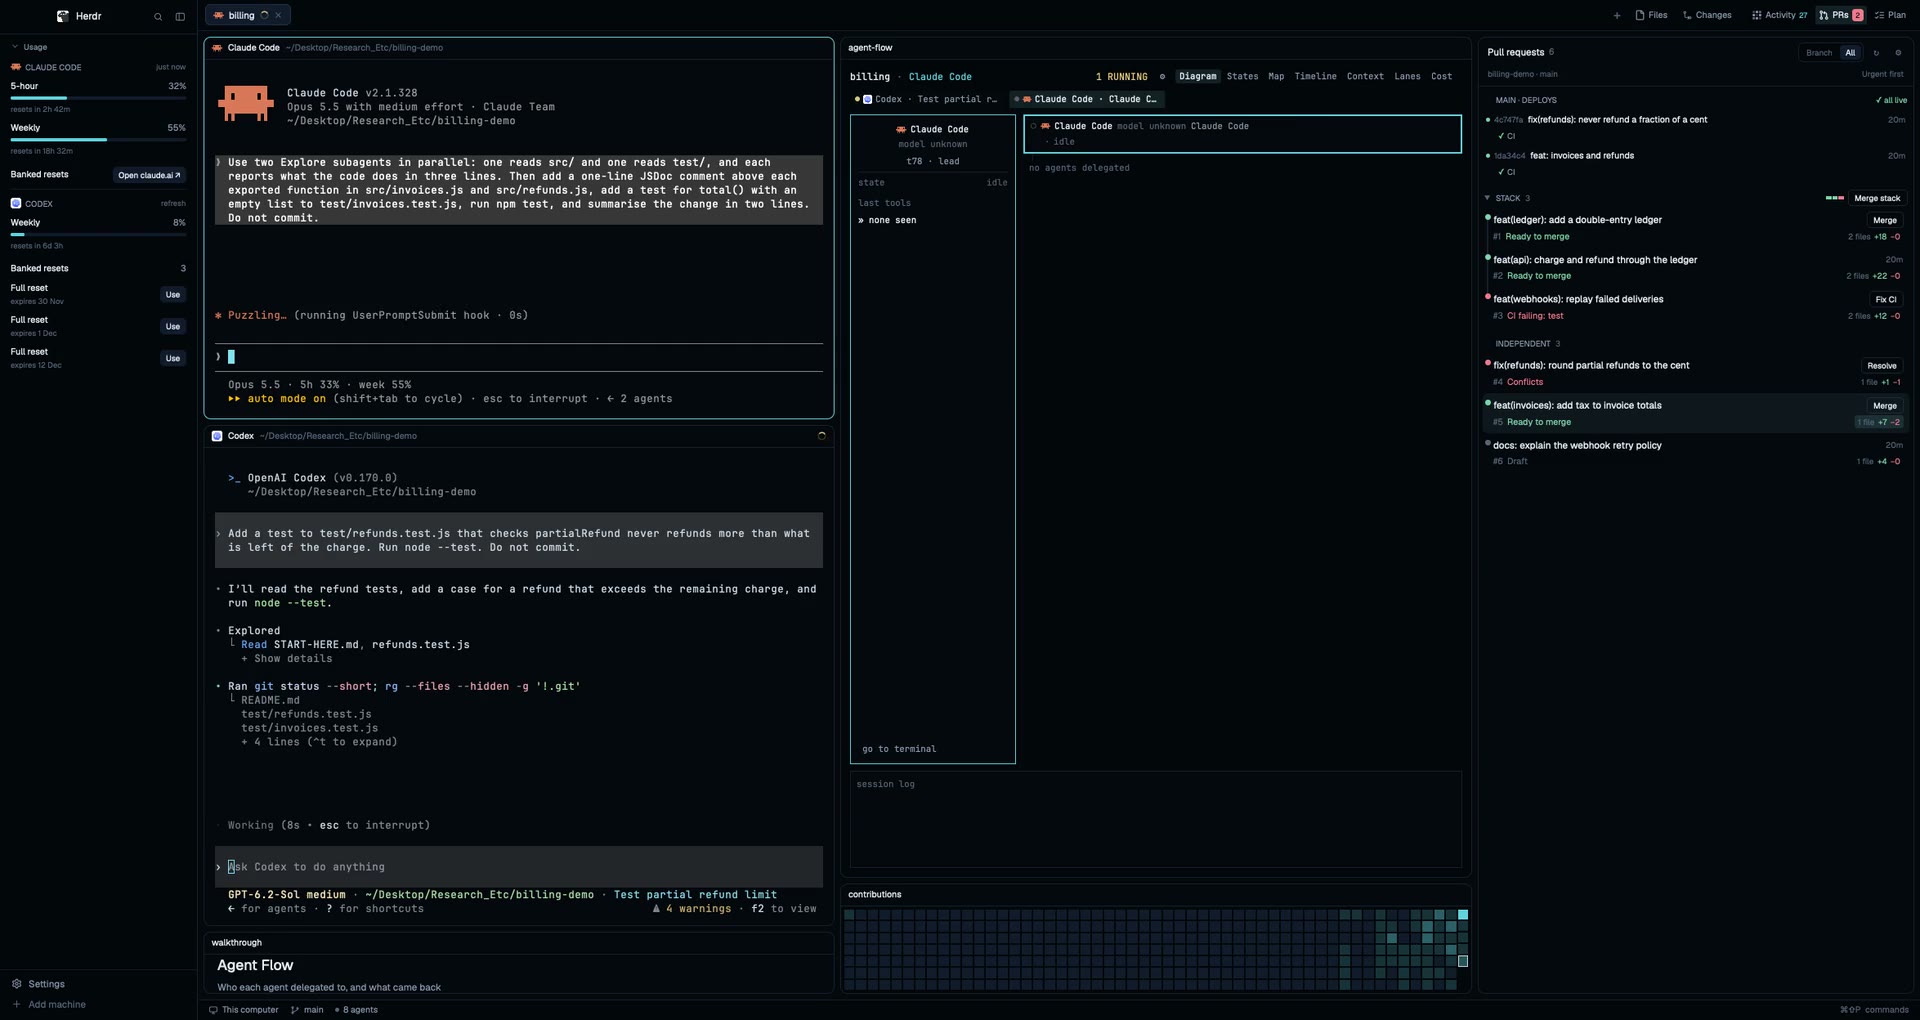 Herdr
Usage
CLAUDE CODE just now
5-hour 32%
resets in 2h 42m
Weekly 55%
resets in 18h 32m
Banked resets Open claude.ai ↗
CODEX refresh
Weekly 8%
resets in 6d 3h
Banked resets 3
Full reset
expires 30 Nov
Use
Full reset
expires 1 Dec
Use
Full reset
expires 12 Dec
Use
Settings
+ Add machine
billing ×
+ Files Changes Activity 27 PRs 2 Plan
Claude Code ~/Desktop/Research_Etc/billing-demo
Claude Code v2.1.328
Opus 5.5 with medium effort · Claude Team
~/Desktop/Research_Etc/billing-demo
❯ Use two Explore subagents in parallel: one reads src/ and one reads test/, and each
reports what the code does in three lines. Then add a one-line JSDoc comment above each
exported function in src/invoices.js and src/refunds.js, add a test for total() with an
empty list to test/invoices.test.js, run npm test, and summarise the change in two lines.
Do not commit.
✻ Puzzling… (running UserPromptSubmit hook · 0s)
❯
Opus 5.5 · 5h 33% · week 55%
▸▸ auto mode on (shift+tab to cycle) · esc to interrupt · ← 2 agents
Codex ~/Desktop/Research_Etc/billing-demo
>_ OpenAI Codex (v0.170.0)
~/Desktop/Research_Etc/billing-demo
› Add a test to test/refunds.test.js that checks partialRefund never refunds more than what
is left of the charge. Run node --test. Do not commit.
• I'll read the refund tests, add a case for a refund that exceeds the remaining charge, and
run node --test.
• Explored
└ Read START-HERE.md, refunds.test.js
+ Show details
• Ran git status --short; rg --files --hidden -g '!.git'
└ README.md
test/refunds.test.js
test/invoices.test.js
+ 4 lines (^t to expand)
Working (8s • esc to interrupt)
› Ask Codex to do anything
GPT-6.2-Sol medium · ~/Desktop/Research_Etc/billing-demo · Test partial refund limit
← for agents · ? for shortcuts ⚠ 4 warnings · f2 to view
walkthrough
Agent Flow
Who each agent delegated to, and what came back
agent-flow
billing · Claude Code 1 RUNNING Diagram States Map Timeline Context Lanes Cost
Codex · Test partial r… Claude Code · Claude C…
Claude Code
model unknown
t78 · lead
state idle
last tools
» none seen
go to terminal
Claude Code model unknown Claude Code
· idle
no agents delegated
session log
contributions
Pull requests 6 Branch All
billing-demo · main Urgent first
MAIN · DEPLOYS ✓ all live
4c747fa fix(refunds): never refund a fraction of a cent 20m
✓ CI
1da34c4 feat: invoices and refunds 20m
✓ CI
STACK 3 Merge stack
feat(ledger): add a double-entry ledger Merge
#1 Ready to merge 2 files +18 −0
feat(api): charge and refund through the ledger 20m
#2 Ready to merge 2 files +22 −0
feat(webhooks): replay failed deliveries Fix CI
#3 CI failing: test 2 files +12 −0
INDEPENDENT 3
fix(refunds): round partial refunds to the cent Resolve
#4 Conflicts 1 file +1 −1
feat(invoices): add tax to invoice totals Merge
#5 Ready to merge 1 file +7 −2
docs: explain the webhook retry policy 20m
#6 Draft 1 file +4 −0
This computer main 8 agents ⌘⇧P commands